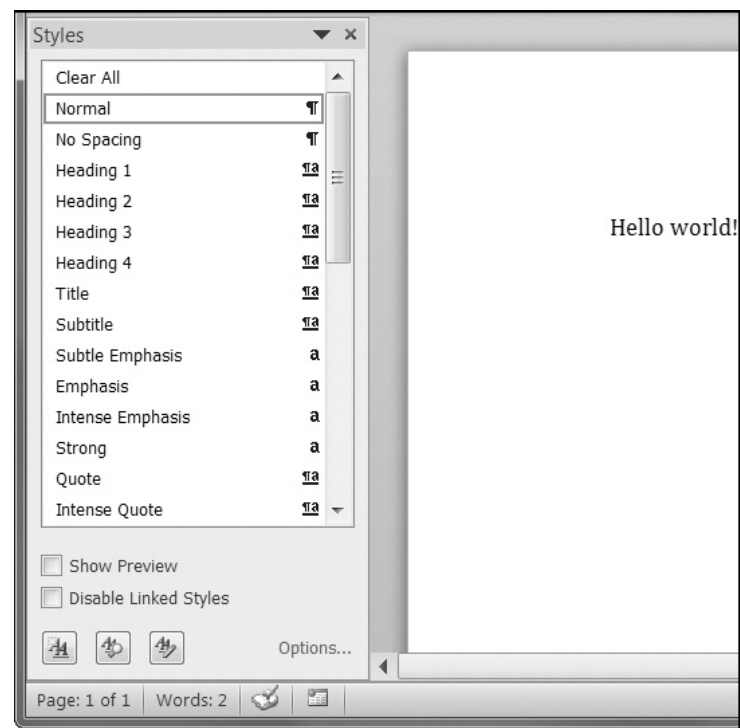 Styles
Clear All
Normal ¶
No Spacing ¶
Heading 1 ¶a
Heading 2 ¶a
Heading 3 ¶a
Heading 4 ¶a
Title ¶a
Subtitle ¶a
Subtle Emphasis a
Emphasis a
Intense Emphasis a
Strong a
Quote ¶a
Intense Quote ¶a
Show Preview
Disable Linked Styles
Options...
Page: 1 of 1 Words: 2
Hello world!